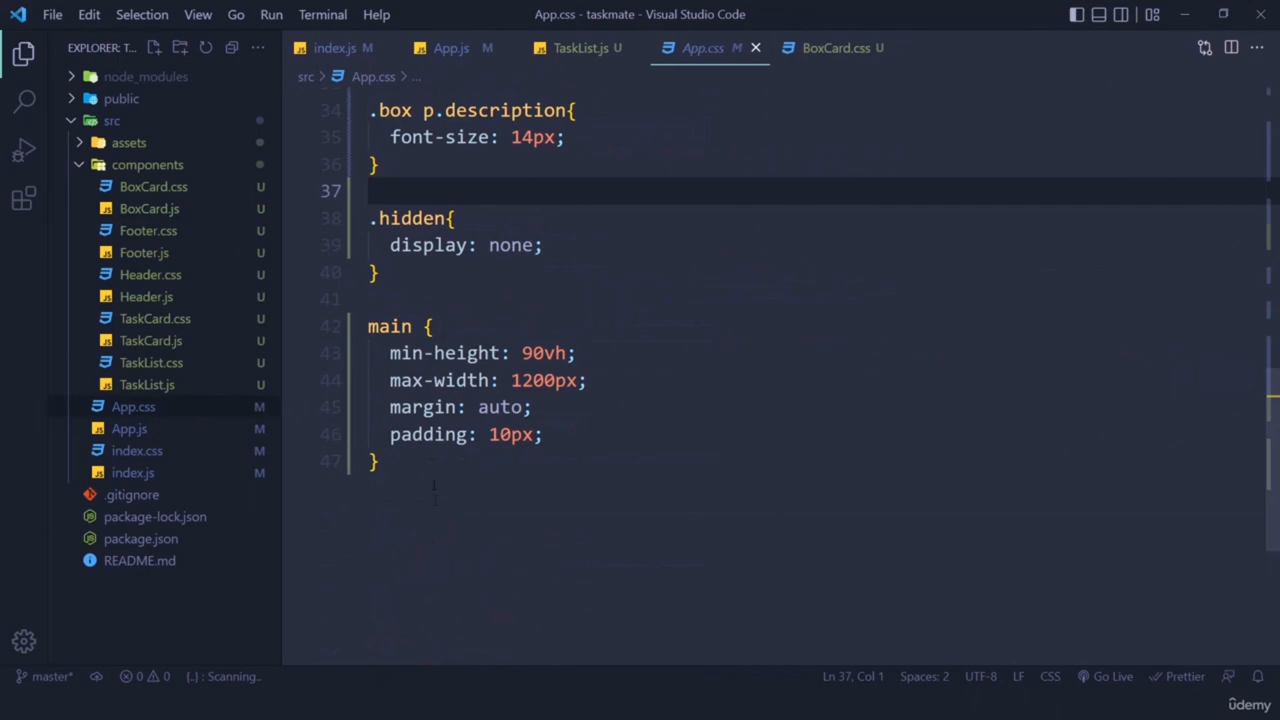 File Edit Selection View Go Run Terminal Help App.css - taskmate - Visual Studio Code
EXPLORER: T... index.js M App.js M TaskList.js U App.css M BoxCard.css U
src > App.css > ...
node_modules
public
src
assets
components
BoxCard.css U
BoxCard.js U
Footer.css U
Footer.js U
Header.css U
Header.js U
TaskCard.css U
TaskCard.js U
TaskList.css U
TaskList.js U
App.css M
App.js M
index.css M
index.js M
.gitignore
package-lock.json
package.json
README.md
34 .box p.description{
35 font-size: 14px;
36 }
37
38 .hidden{
39 display: none;
40 }
41
42 main {
43 min-height: 90vh;
44 max-width: 1200px;
45 margin: auto;
46 padding: 10px;
47 }
master* 0 0 {..} : Scanning.. Ln 37, Col 1 Spaces: 2 UTF-8 LF CSS Go Live Prettier
ûdemy